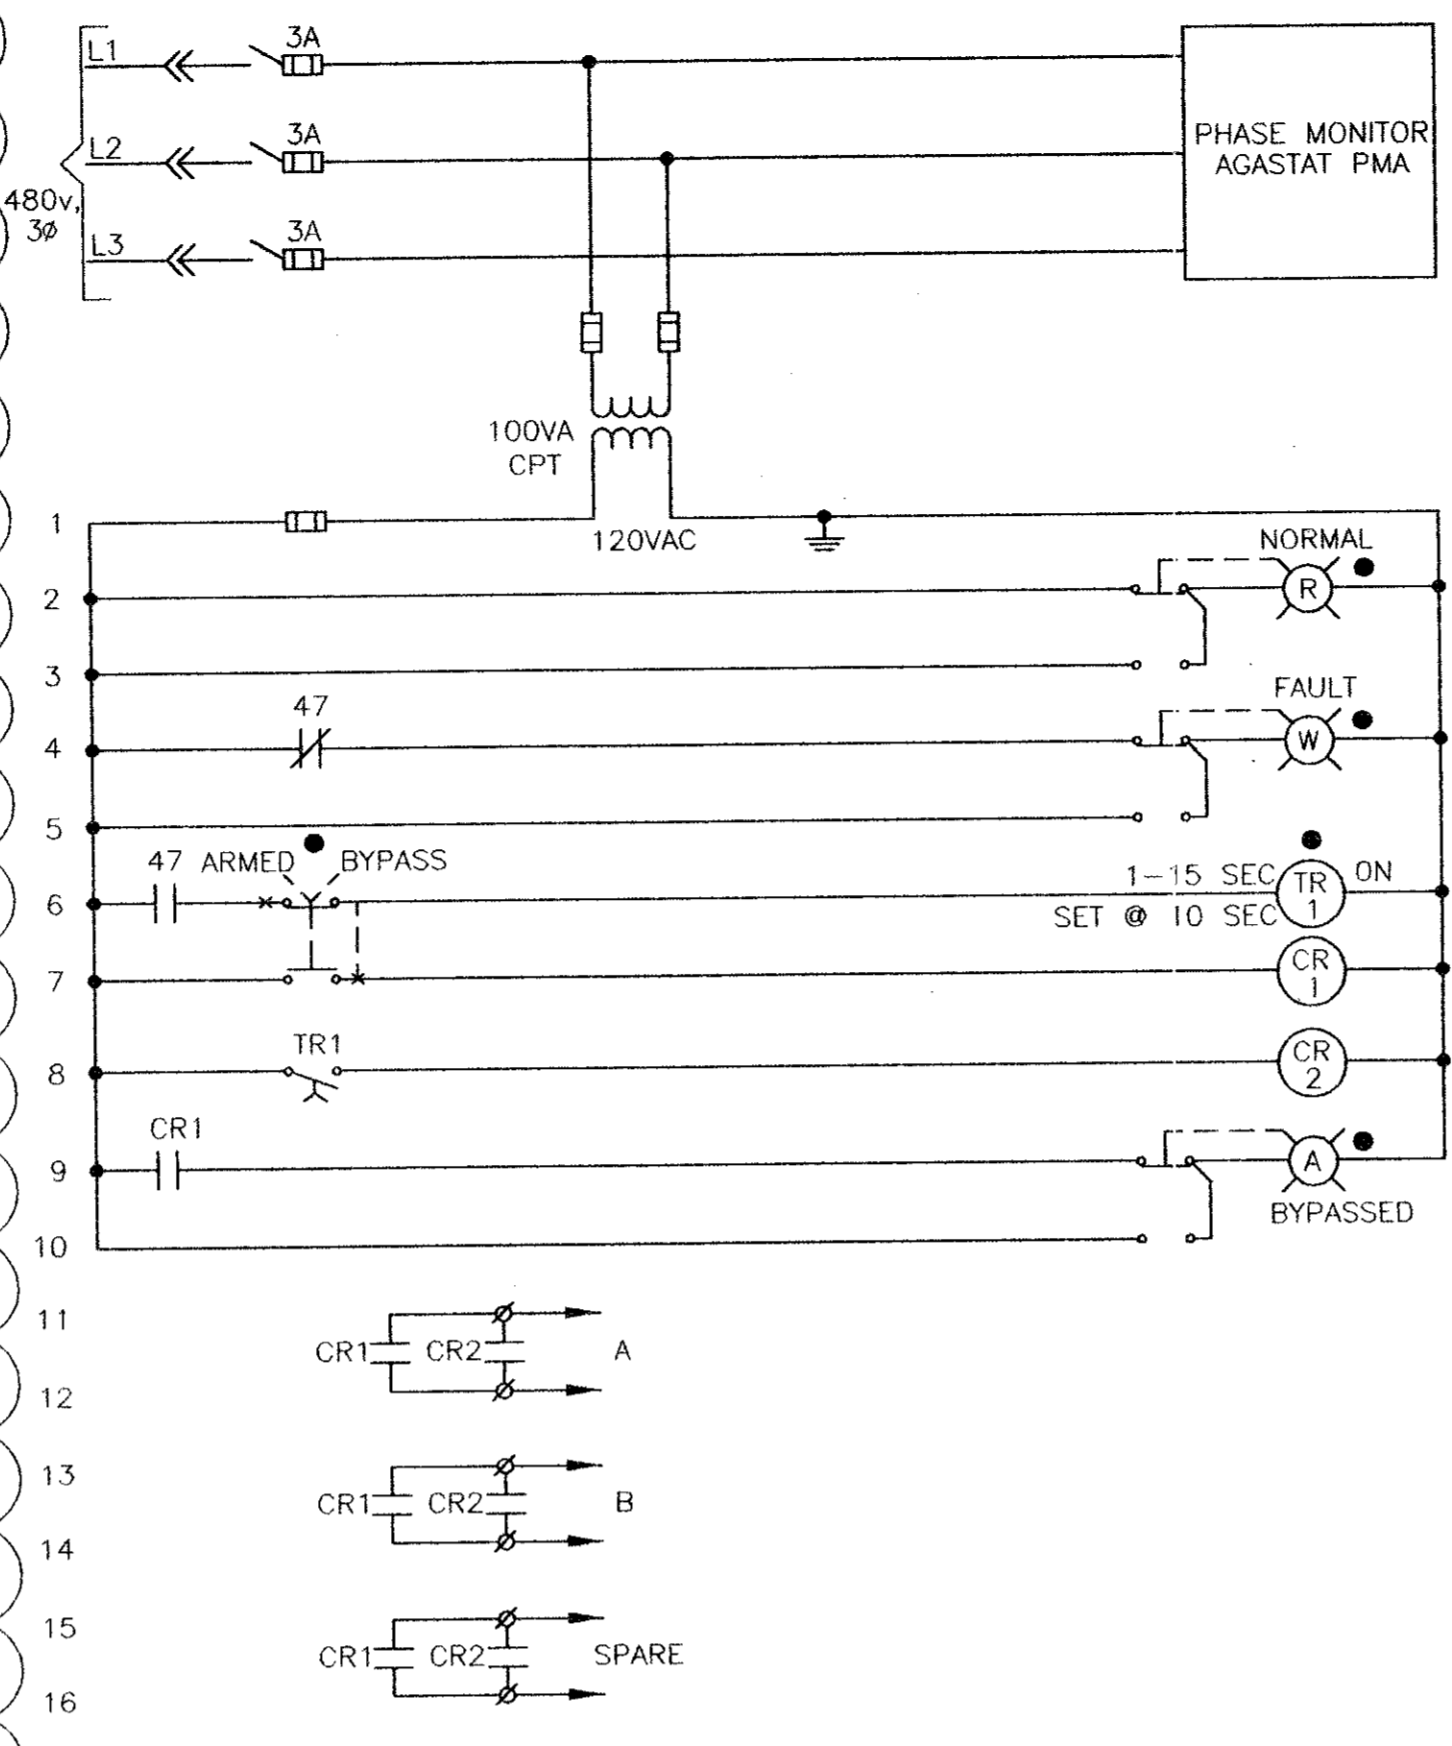 L1
3A
PHASE MONITOR
AGASTAT PMA
L2
3A
480v,
3ø
L3
3A
100VA
CPT
1
120VAC
NORMAL
2
R
3
FAULT
47
4
W
5
47 ARMED BYPASS
1-15 SEC
TR
1
ON
6
SET @ 10 SEC
7
CR
1
TR1
8
CR
2
CR1
9
A
BYPASSED
10
11
CR1 CR2 A
12
13
CR1 CR2 B
14
15
CR1 CR2 SPARE
16